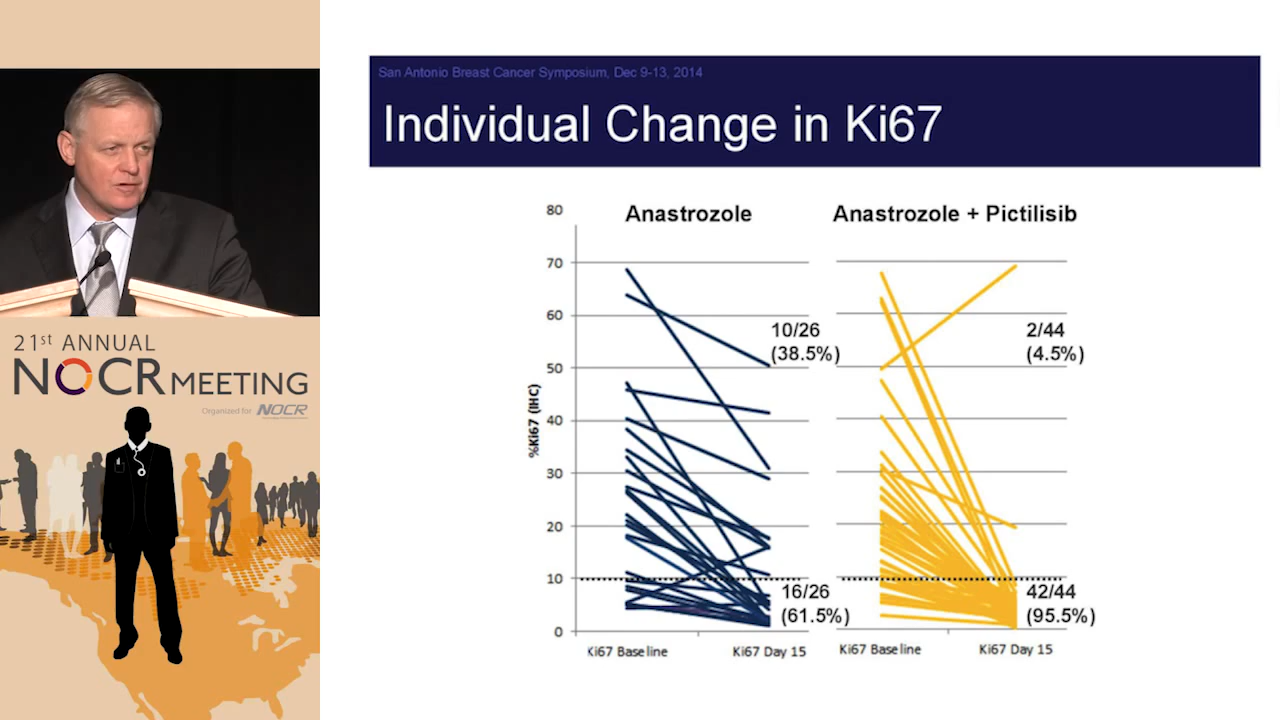 21st ANNUAL
NOCR MEETING
Organized for NOCR
San Antonio Breast Cancer Symposium, Dec 9-13, 2014
Individual Change in Ki67
Anastrozole
Anastrozole + Pictilisib
%Ki67 (IHC)
80
70
60
50
40
30
20
10
0
10/26
(38.5%)
16/26
(61.5%)
2/44
(4.5%)
42/44
(95.5%)
Ki67 Baseline
Ki67 Day 15
Ki67 Baseline
Ki67 Day 15